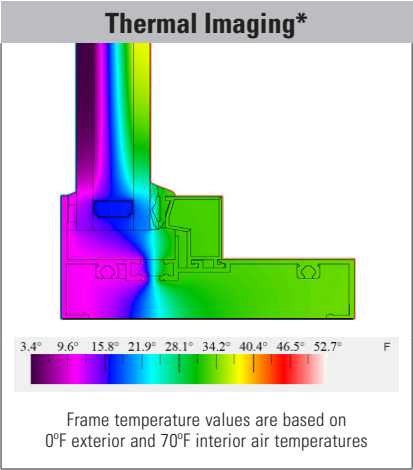 Thermal Imaging*
3.4° 9.6° 15.8° 21.9° 28.1° 34.2° 40.4° 46.5° 52.7° F
Frame temperature values are based on
0ºF exterior and 70ºF interior air temperatures